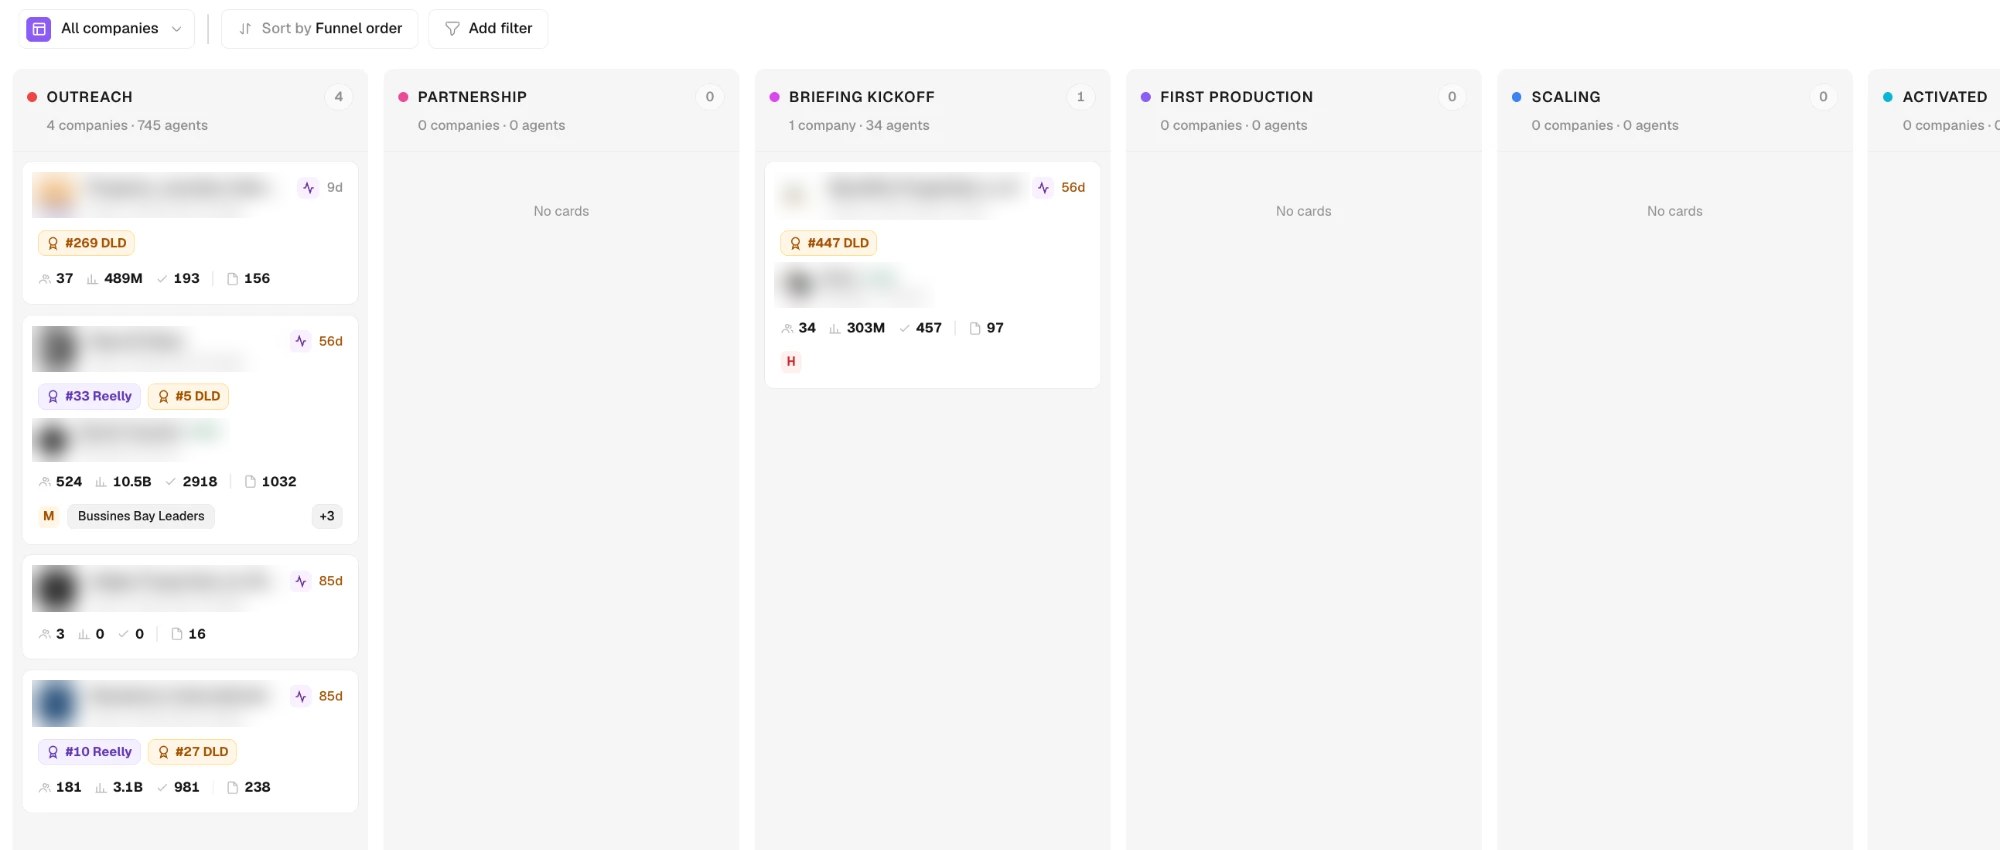 All companies
Sort by Funnel order
Add filter
OUTREACH 4
4 companies · 745 agents
9d
#269 DLD
37 489M 193 156
56d
#33 Reelly #5 DLD
524 10.5B 2918 1032
M Bussines Bay Leaders +3
85d
3 0 0 16
85d
#10 Reelly #27 DLD
181 3.1B 981 238
PARTNERSHIP 0
0 companies · 0 agents
No cards
BRIEFING KICKOFF 1
1 company · 34 agents
56d
#447 DLD
34 303M 457 97
H
FIRST PRODUCTION 0
0 companies · 0 agents
No cards
SCALING 0
0 companies · 0 agents
No cards
ACTIVATED
0 companies · 0